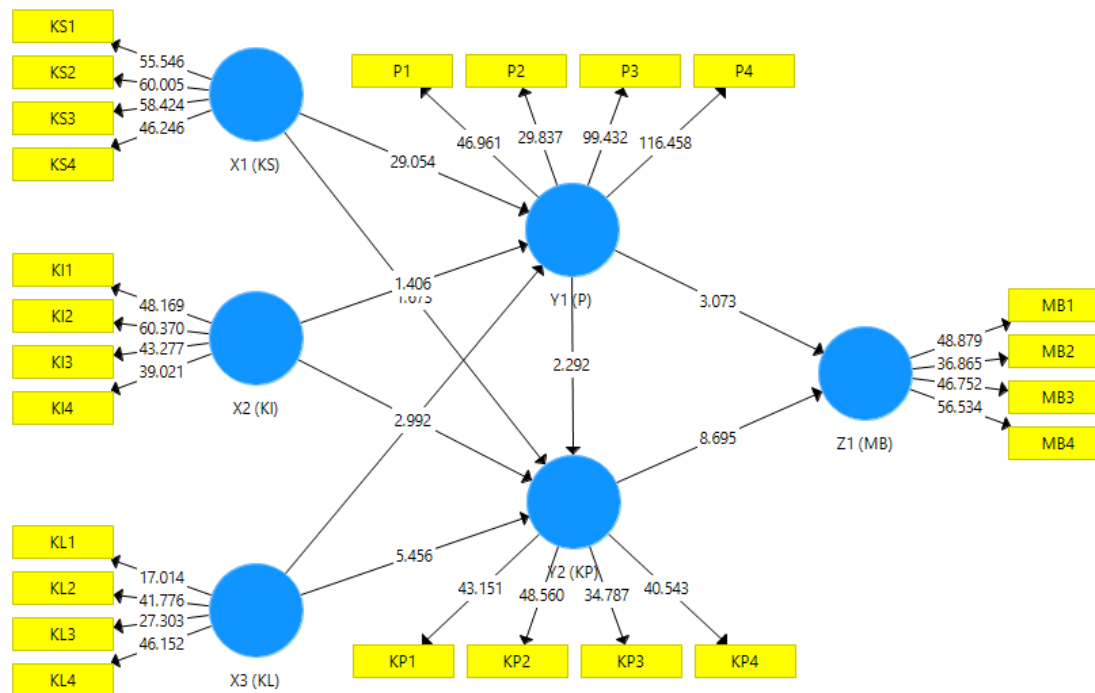 KS1
KS2
KS3
KS4
55.546
60.005
58.424
46.246
X1 (KS)
P1
P2
P3
P4
46.961
29.837
99.432
116.458
29.054
Y1 (P)
KI1
KI2
KI3
KI4
48.169
60.370
43.277
39.021
X2 (KI)
1.406
2.292
3.073
2.992
MB1
MB2
MB3
MB4
48.879
36.865
46.752
56.534
Z1 (MB)
8.695
KL1
KL2
KL3
KL4
17.014
41.776
27.303
46.152
X3 (KL)
5.456
Y2 (KP)
43.151
48.560
34.787
40.543
KP1
KP2
KP3
KP4